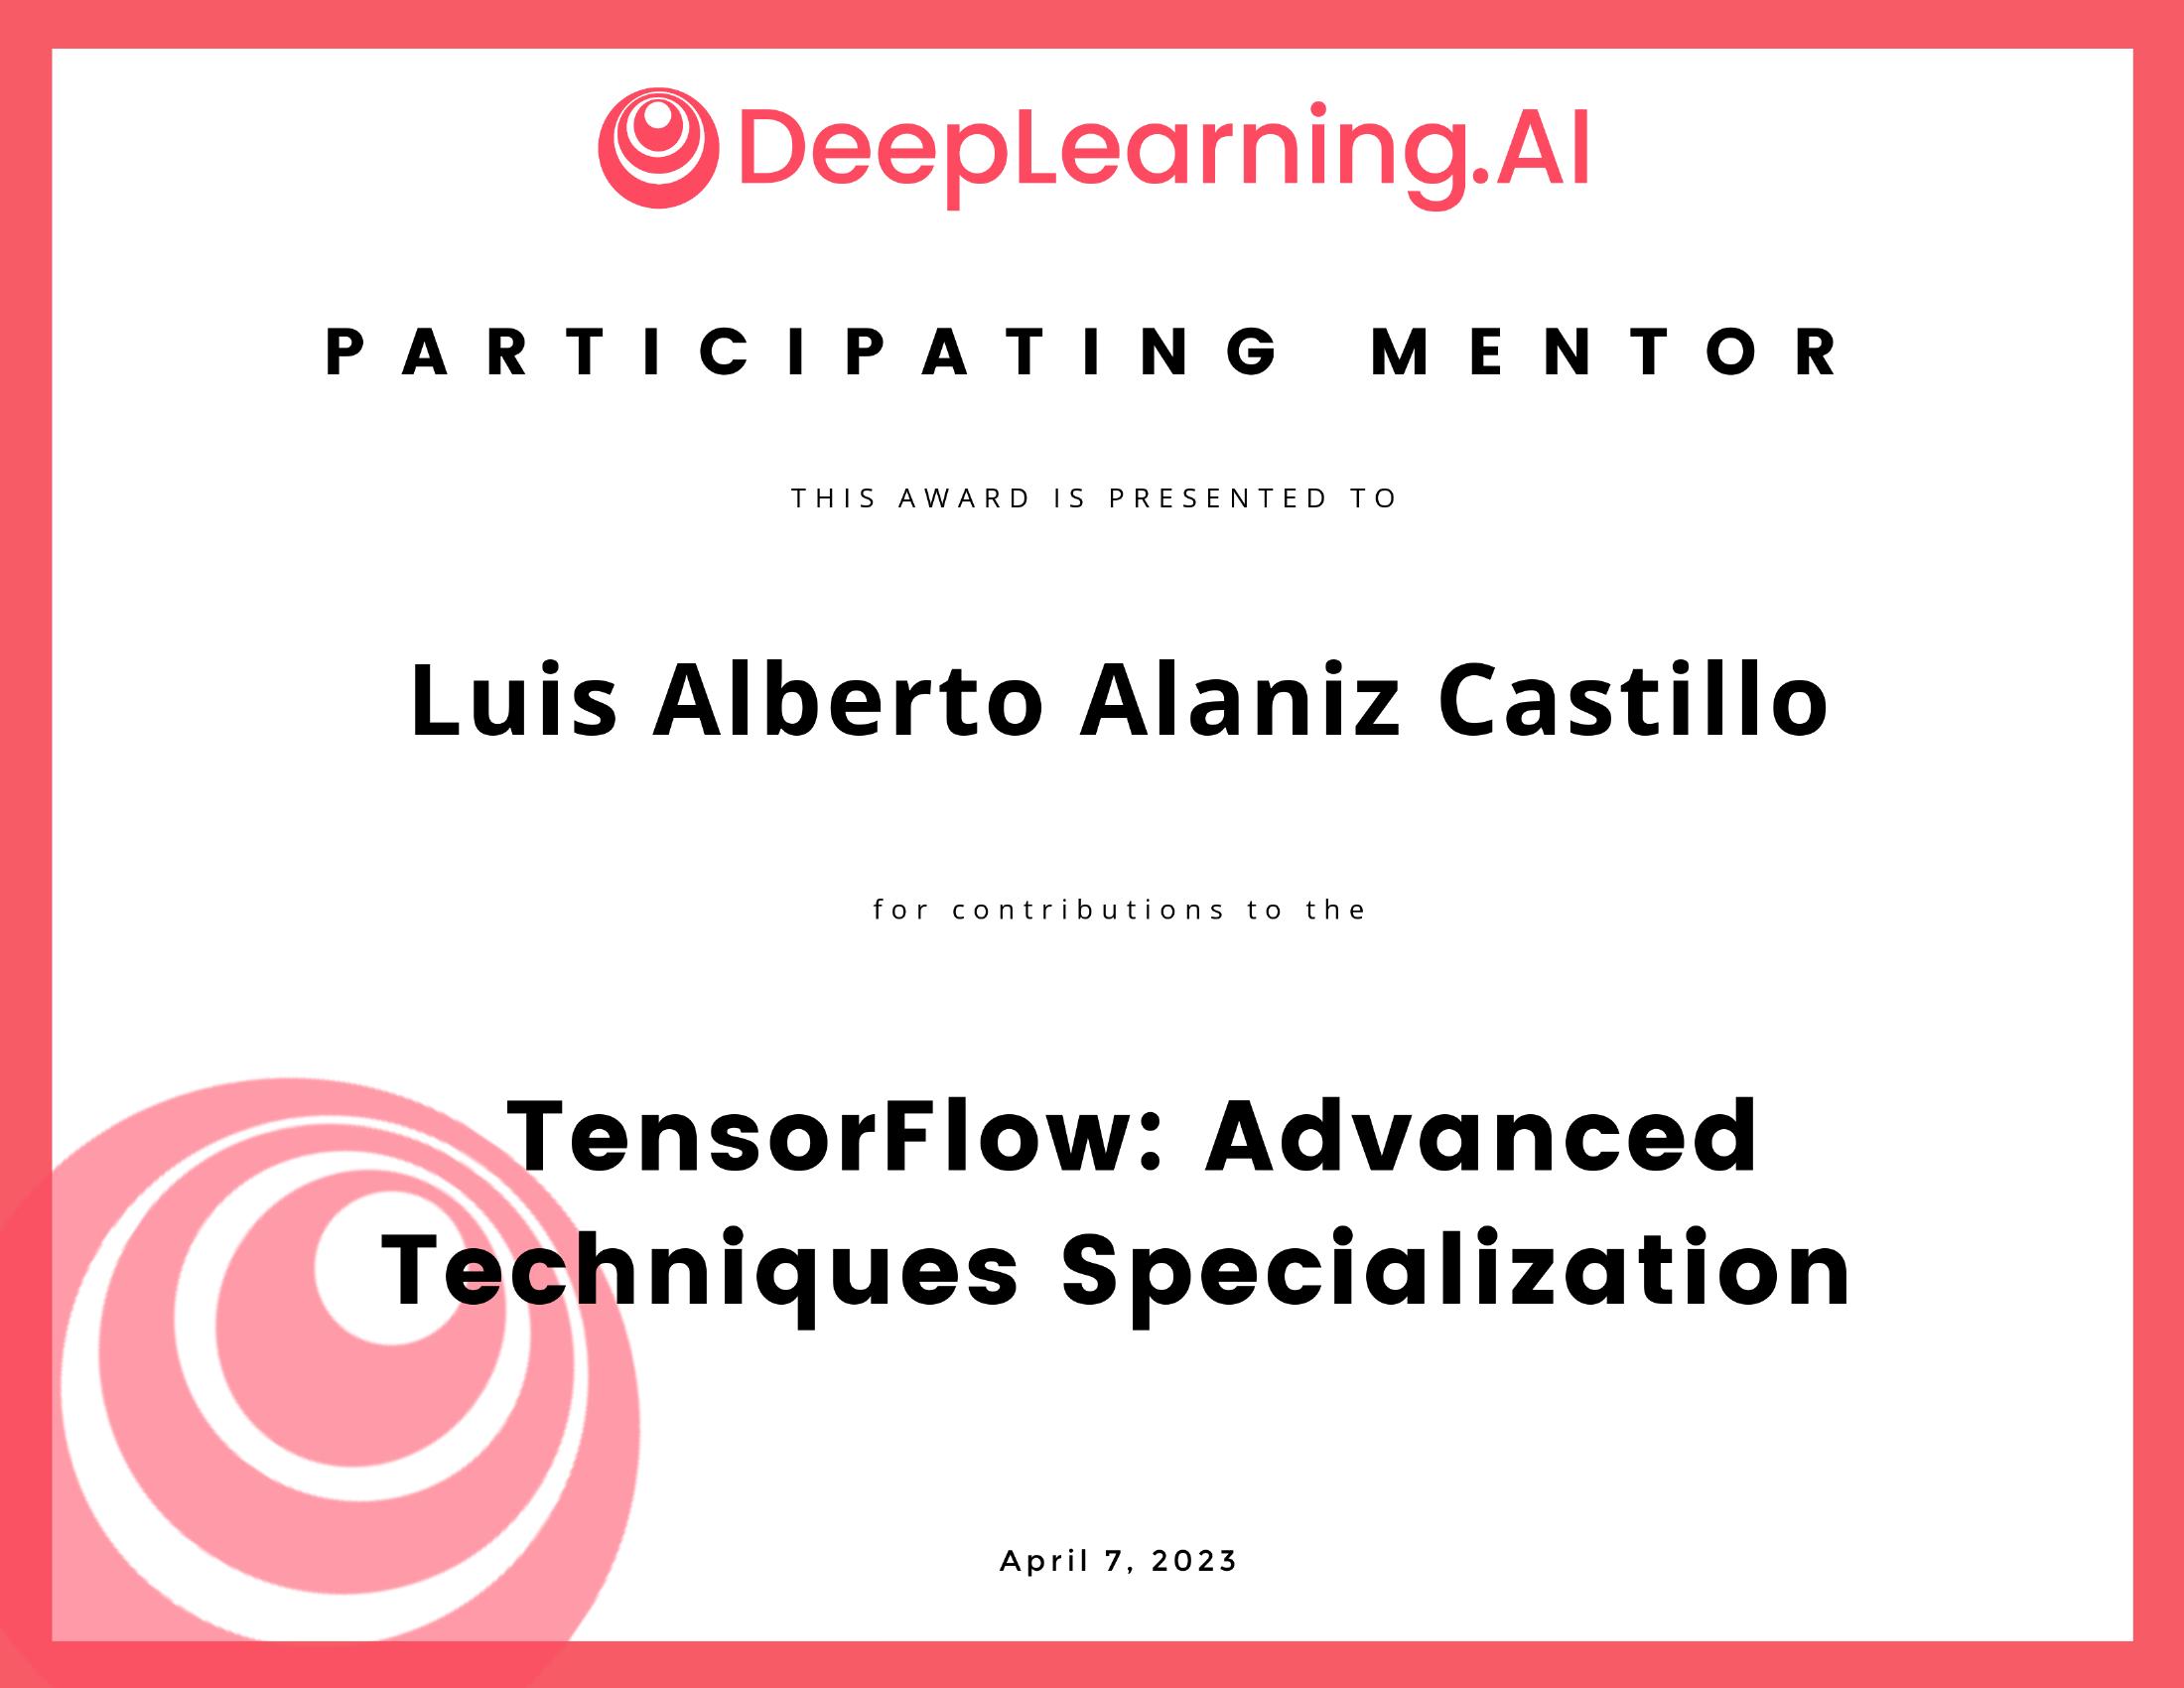 DeepLearning.AI
PARTICIPATING MENTOR
THIS AWARD IS PRESENTED TO
Luis Alberto Alaniz Castillo
for contributions to the
TensorFlow: Advanced
Techniques Specialization
April 7, 2023